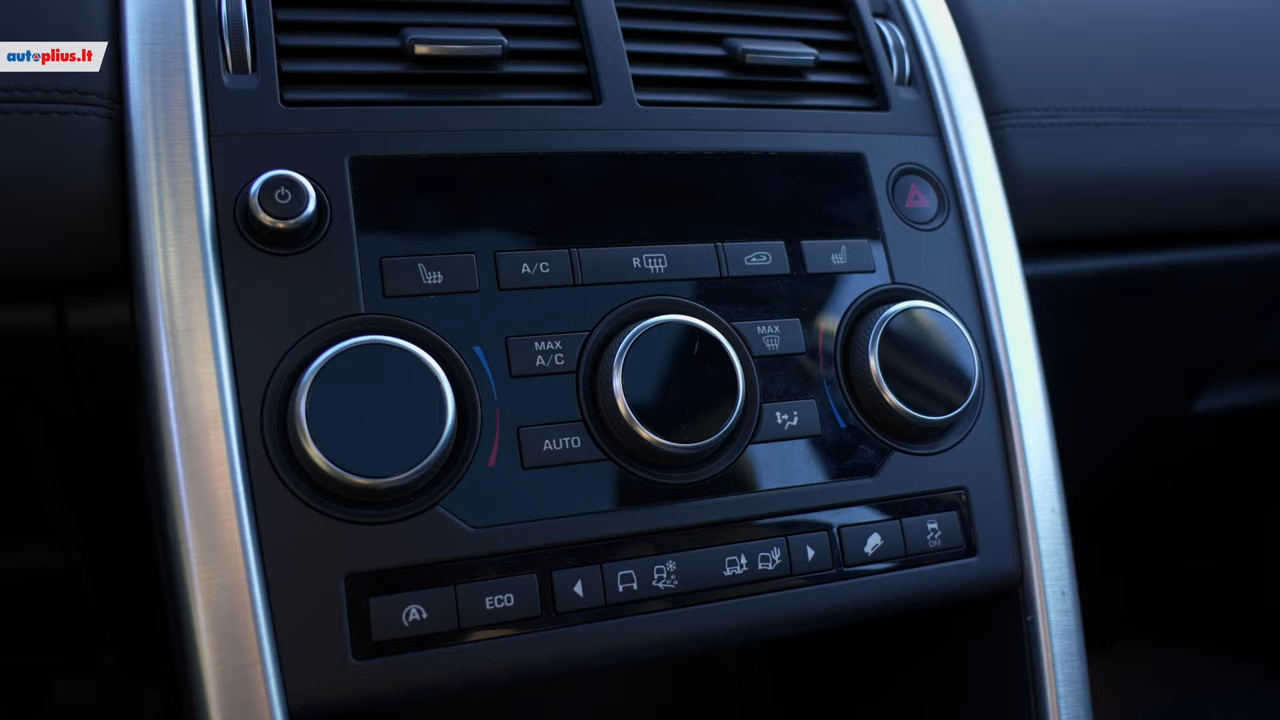 autoplius.lt
A/C
R
MAX
A/C
MAX
AUTO
A
ECO
OFF